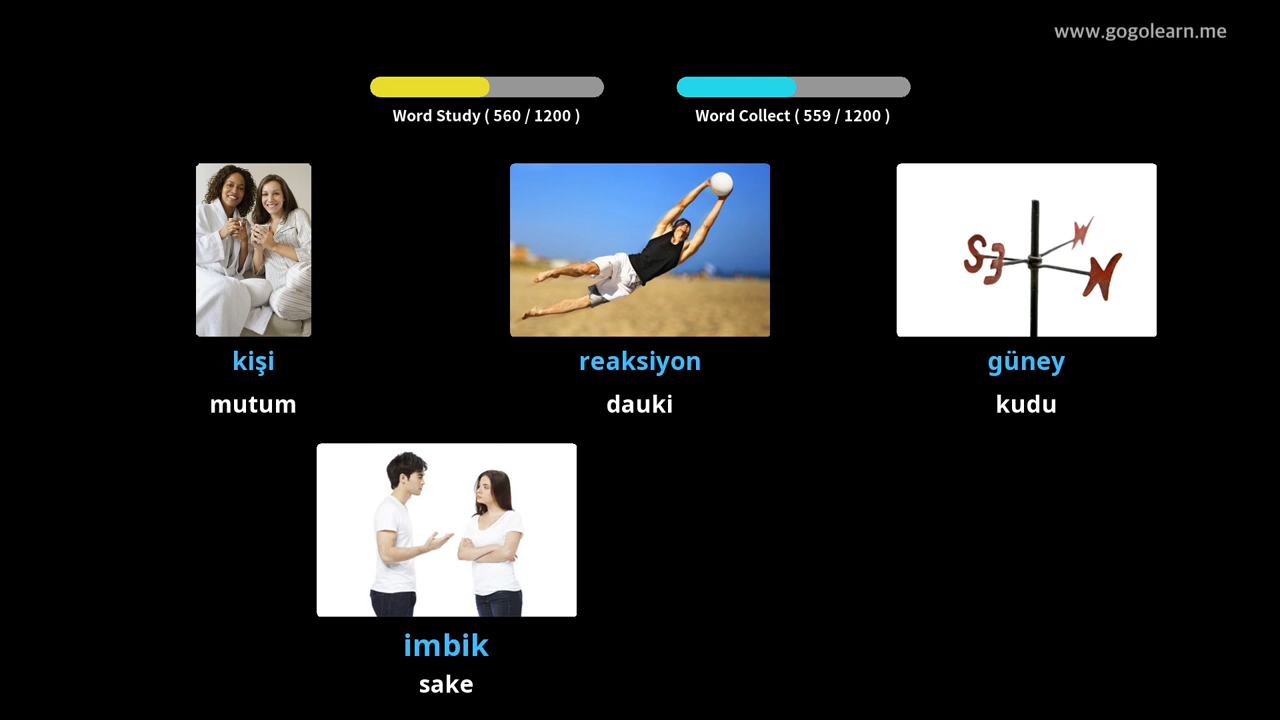 www.gogolearn.me
Word Study ( 560 / 1200 )
Word Collect ( 559 / 1200 )
kişi
reaksiyon
güney
mutum
dauki
kudu
S
N
imbik
sake